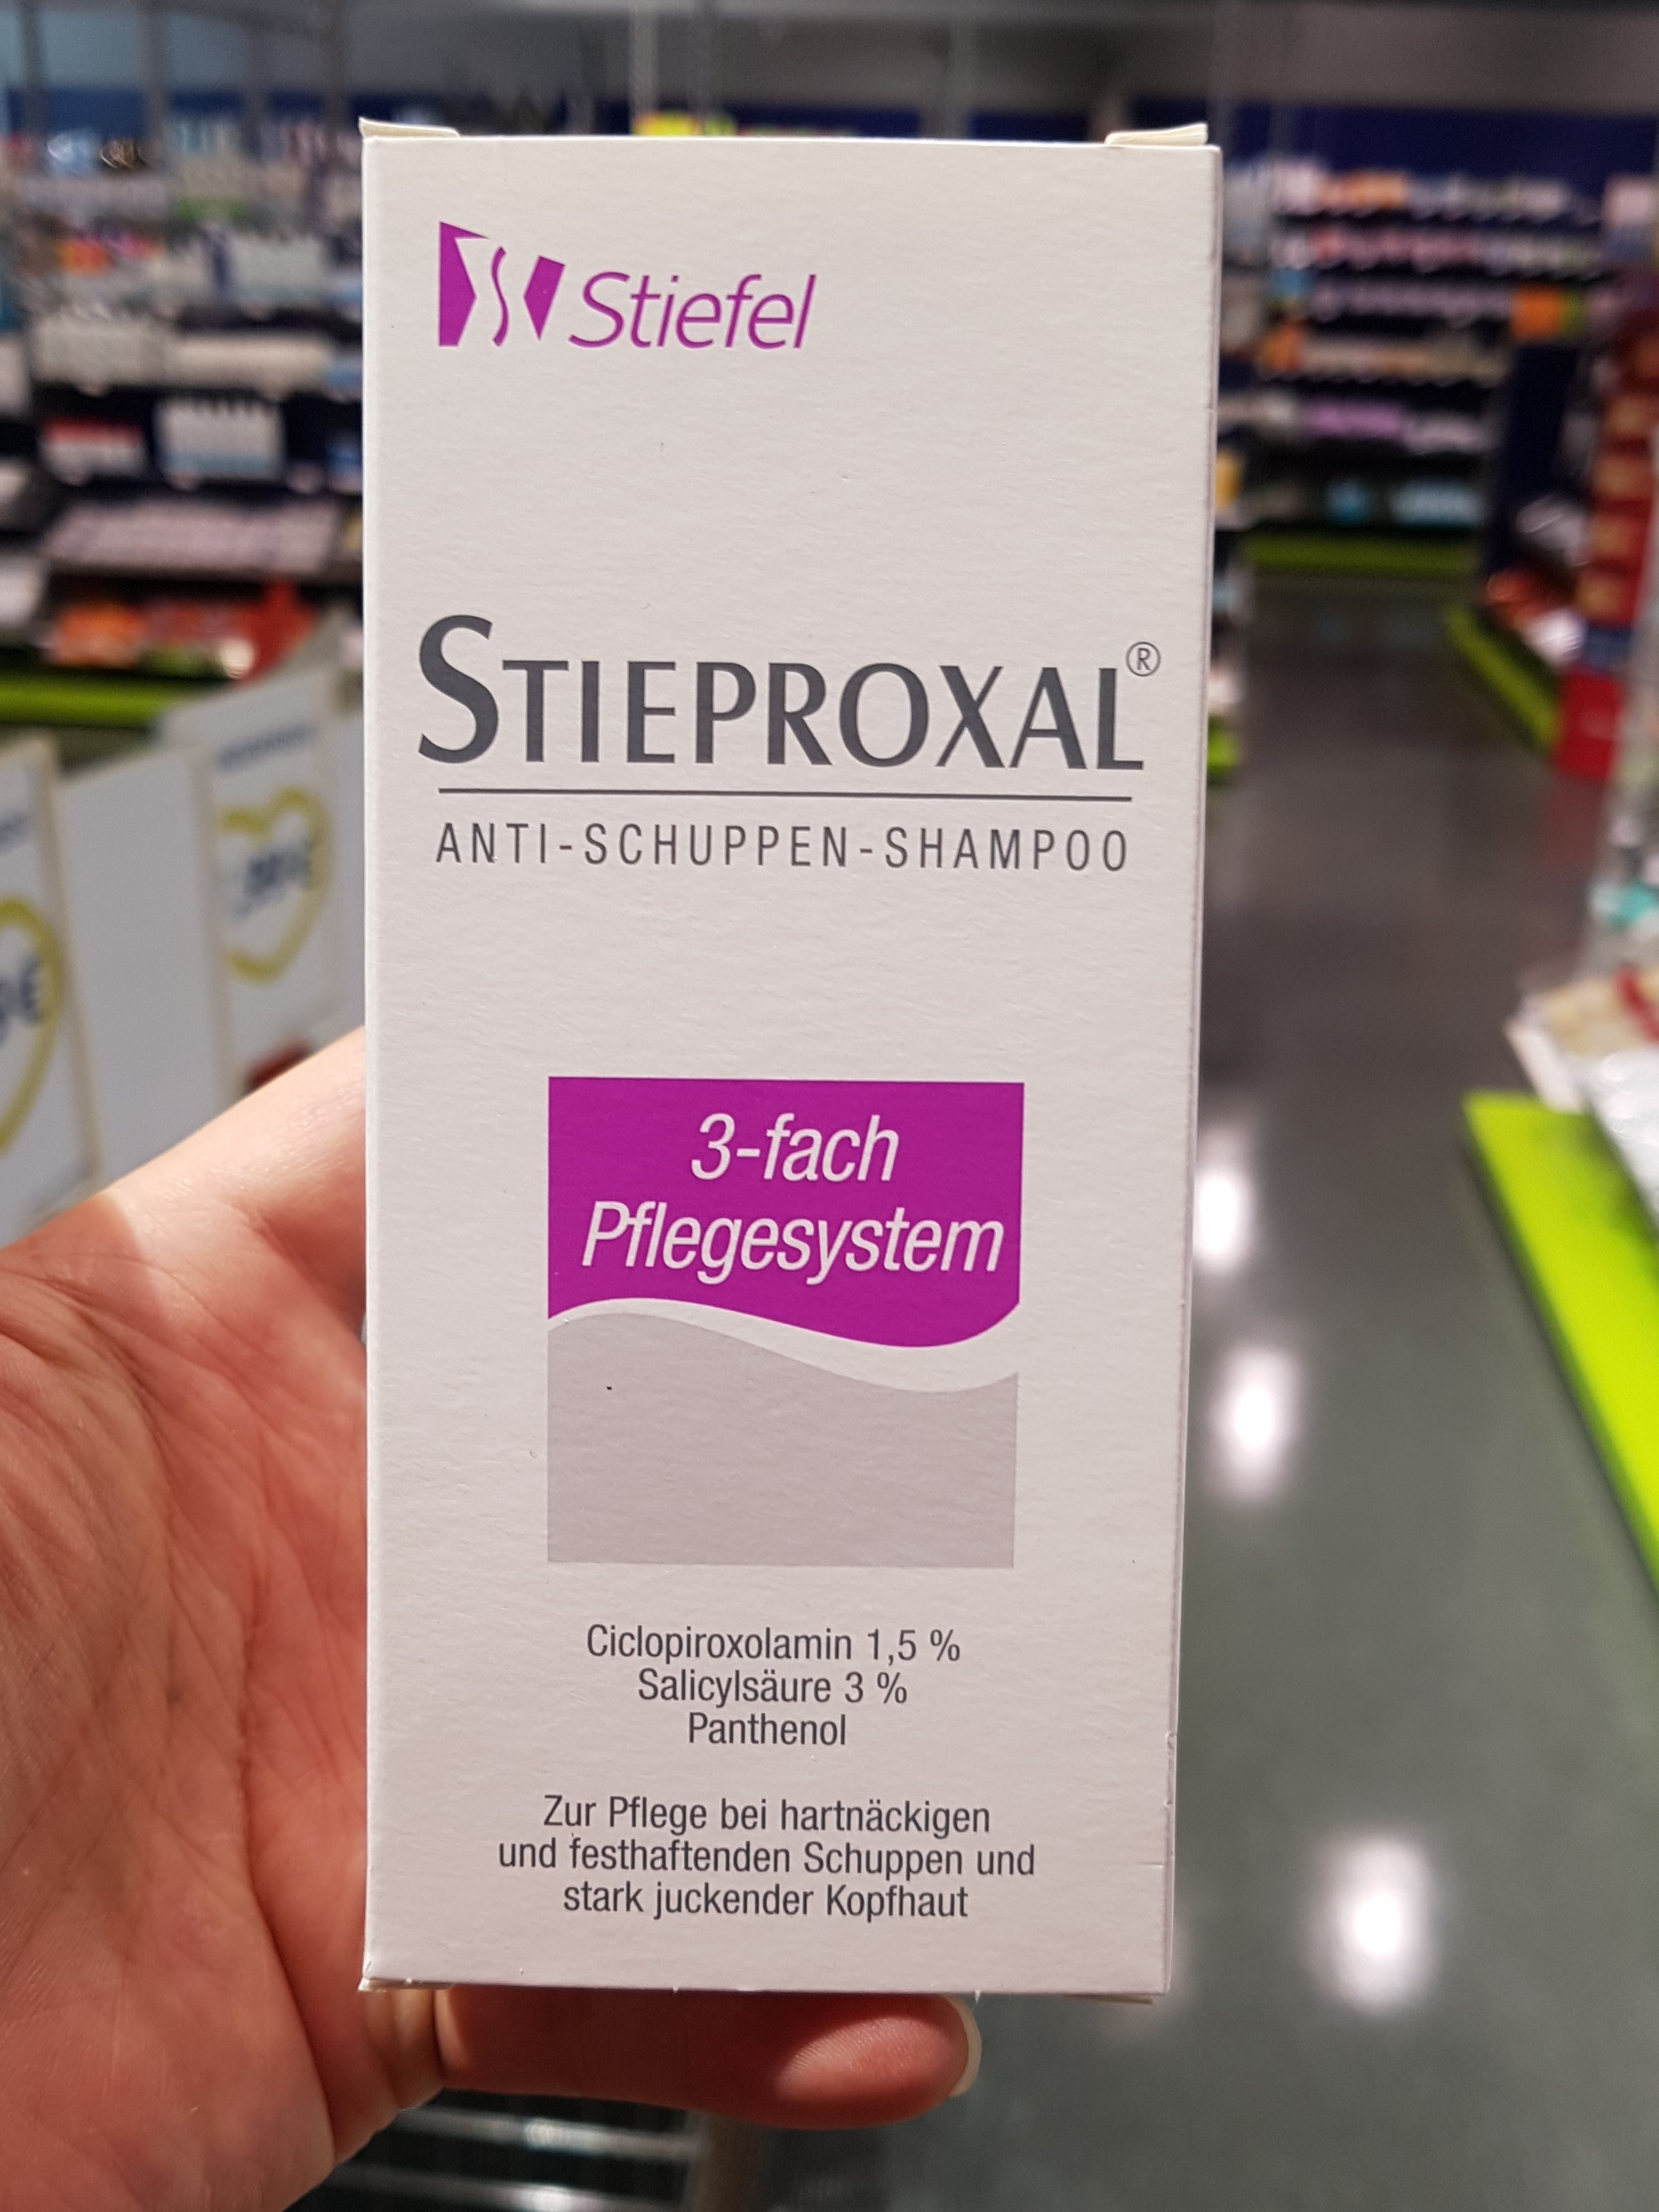 Stiefel
STIEPROXAL®
ANTI-SCHUPPEN-SHAMPOO
3-fach
Pflegesystem
Ciclopiroxolamin 1,5 %
Salicylsäure 3 %
Panthenol
Zur Pflege bei hartnäckigen
und festhaftenden Schuppen und
stark juckender Kopfhaut